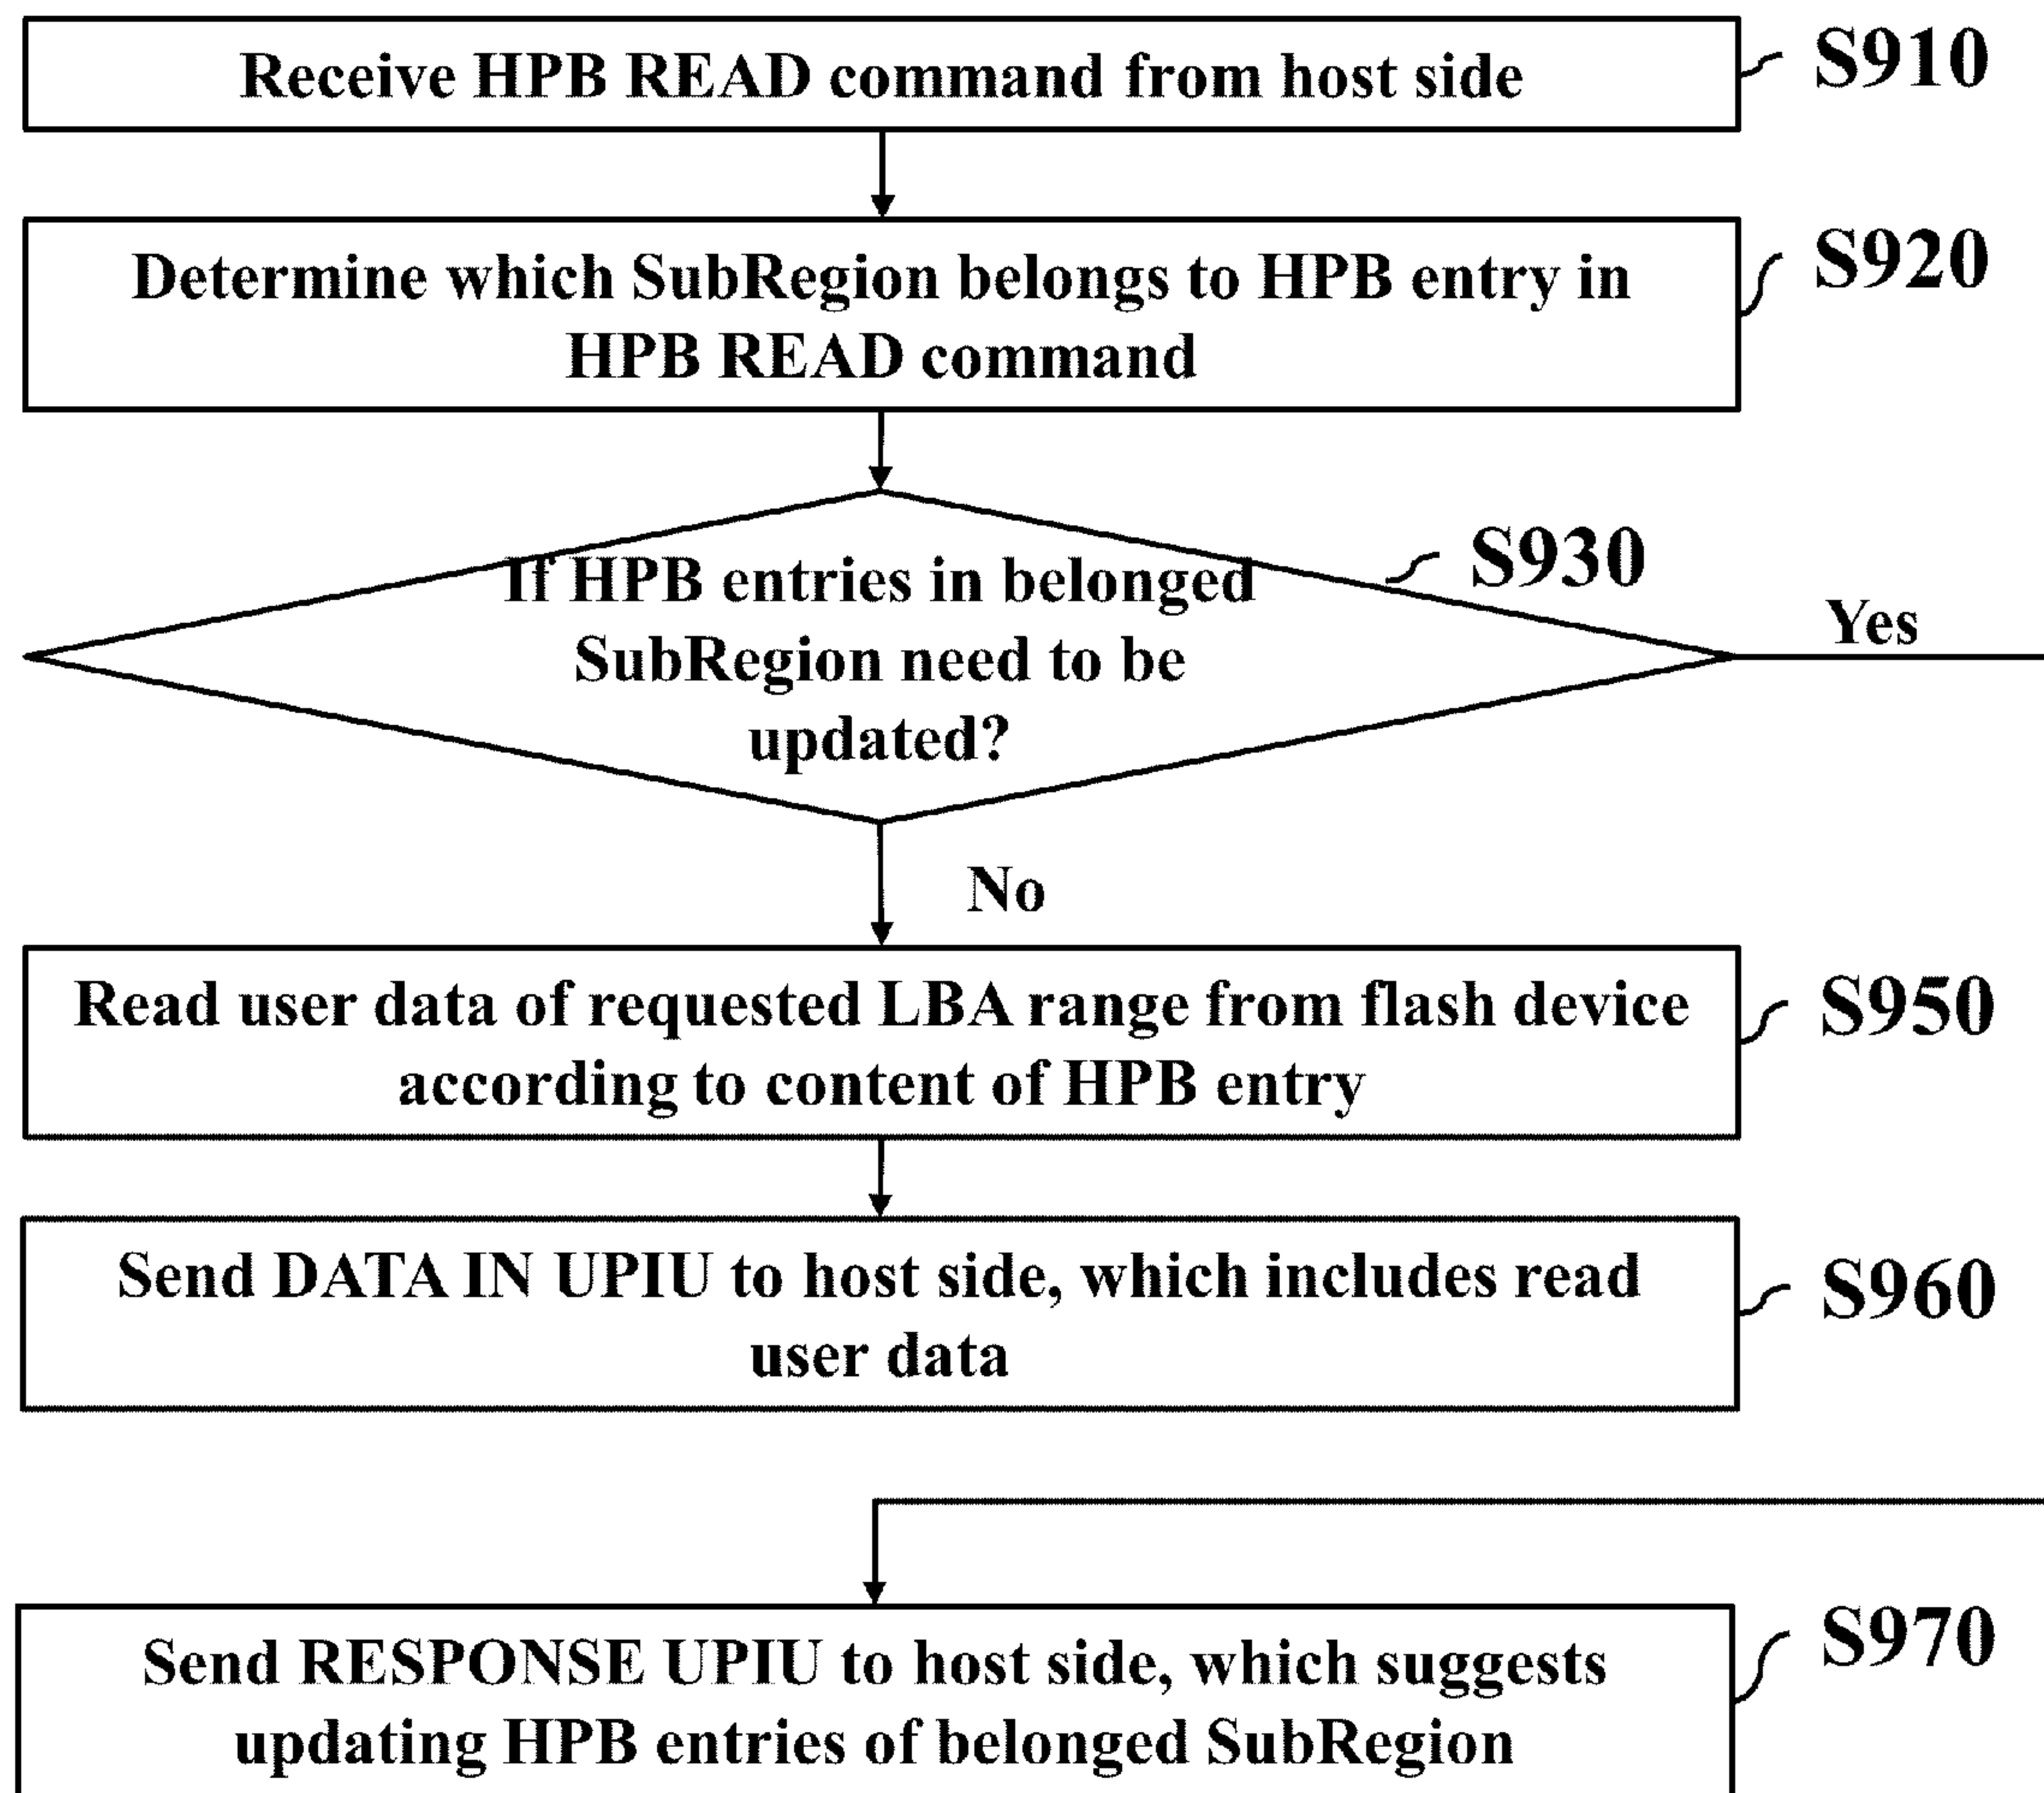 Receive HPB READ command from host side
S910
Determine which SubRegion belongs to HPB entry in
HPB READ command
S920
If HPB entries in belonged
SubRegion need to be
updated?
S930
Yes
No
Read user data of requested LBA range from flash device
according to content of HPB entry
S950
Send DATA IN UPIU to host side, which includes read
user data
S960
Send RESPONSE UPIU to host side, which suggests
updating HPB entries of belonged SubRegion
S970